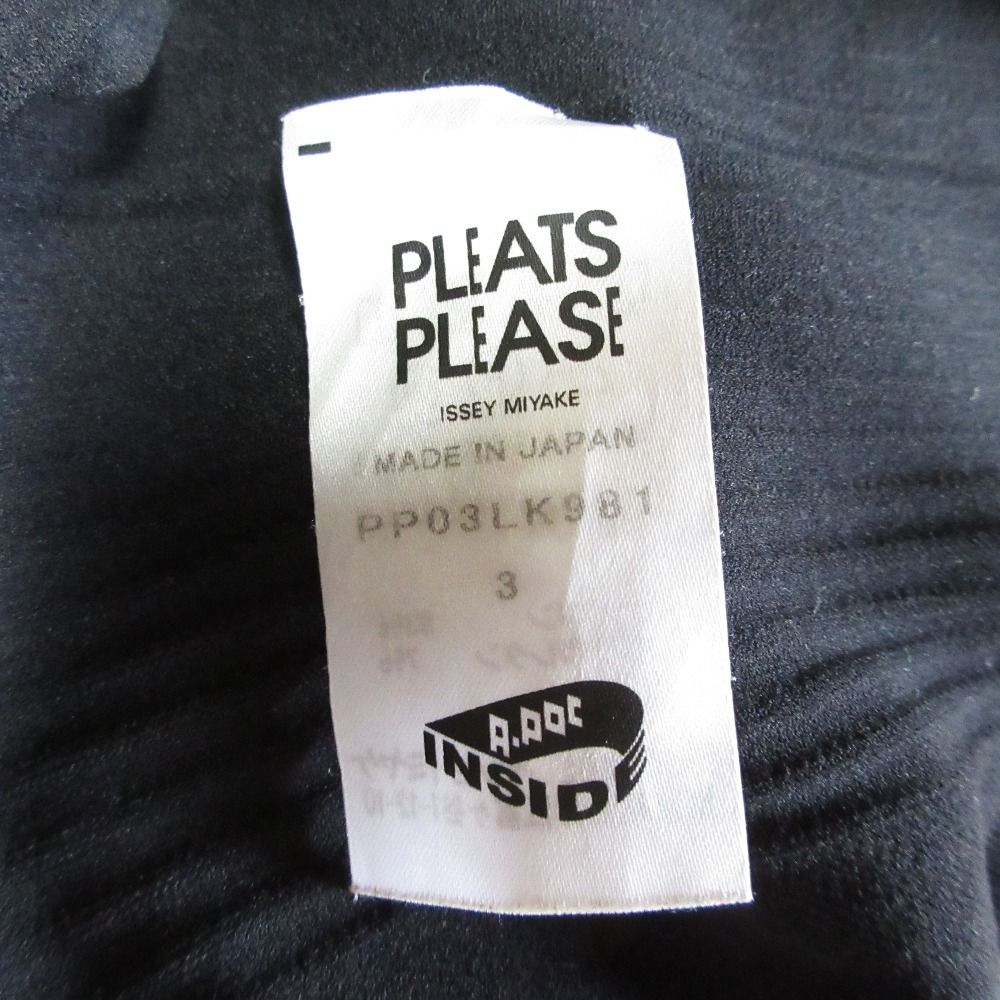 PLEATS
PLEASE
ISSEY MIYAKE
MADE IN JAPAN
PP03LK981
3
A.POC
INSIDE